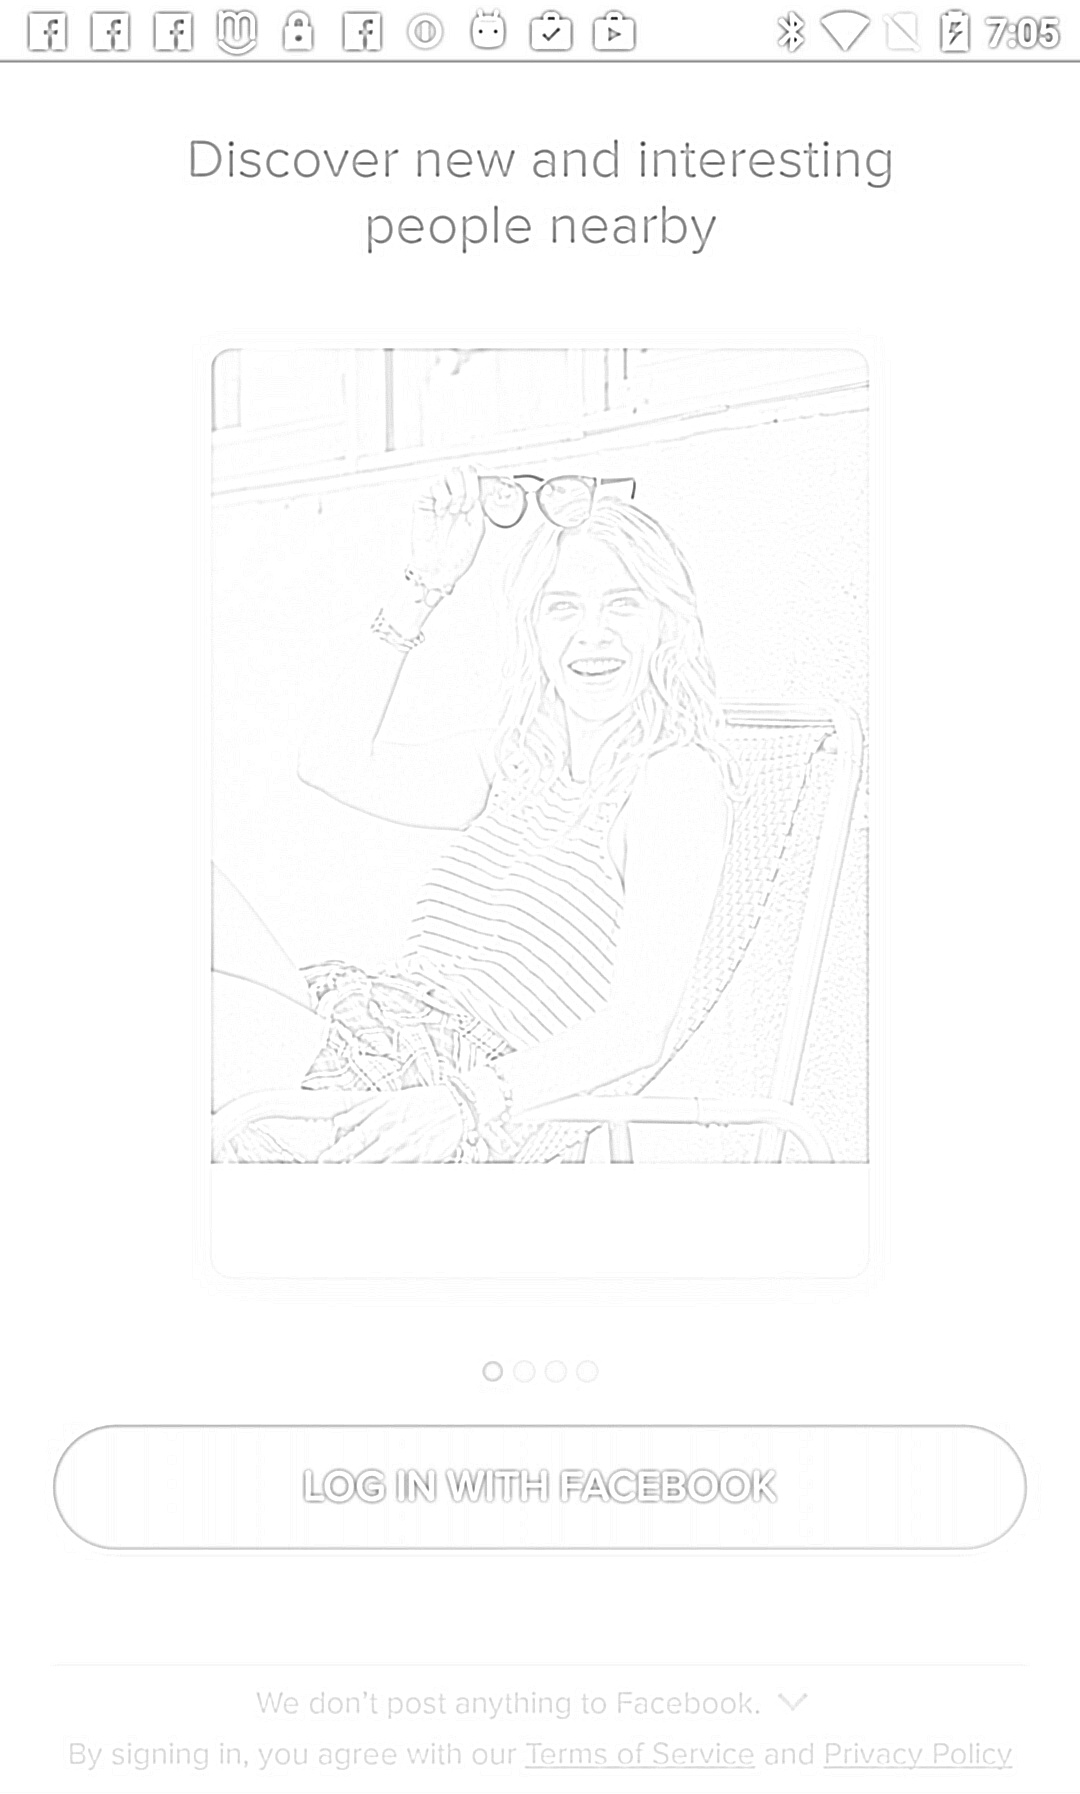 7:05
Discover new and interesting
people nearby
LOG IN WITH FACEBOOK
We don't post anything to Facebook.
By signing in, you agree with our Terms of Service and Privacy Policy